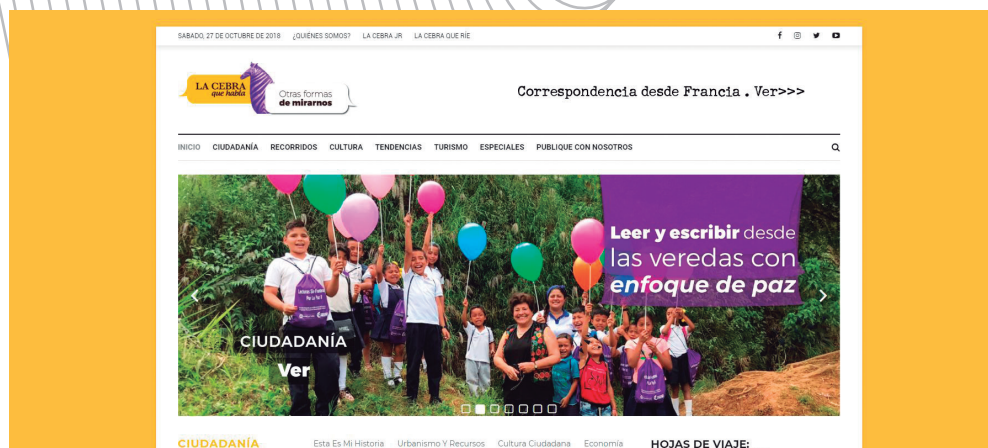 SABADO, 27 DE OCTUBRE DE 2018 ¿QUIÉNES SOMOS? LA CEBRA JR LA CEBRA QUE RÍE
LA CEBRA
que habla
Otras formas
de mirarnos
Correspondencia desde Francia . Ver>>>
INICIO CIUDADANÍA RECORRIDOS CULTURA TENDENCIAS TURISMO ESPECIALES PUBLIQUE CON NOSOTROS
Leer y escribir desde
las veredas con
enfoque de paz
CIUDADANÍA
Ver
CIUDADANÍA Esta Es Mi Historia Urbanismo Y Recursos Cultura Ciudadana Economía HOJAS DE VIAJE: